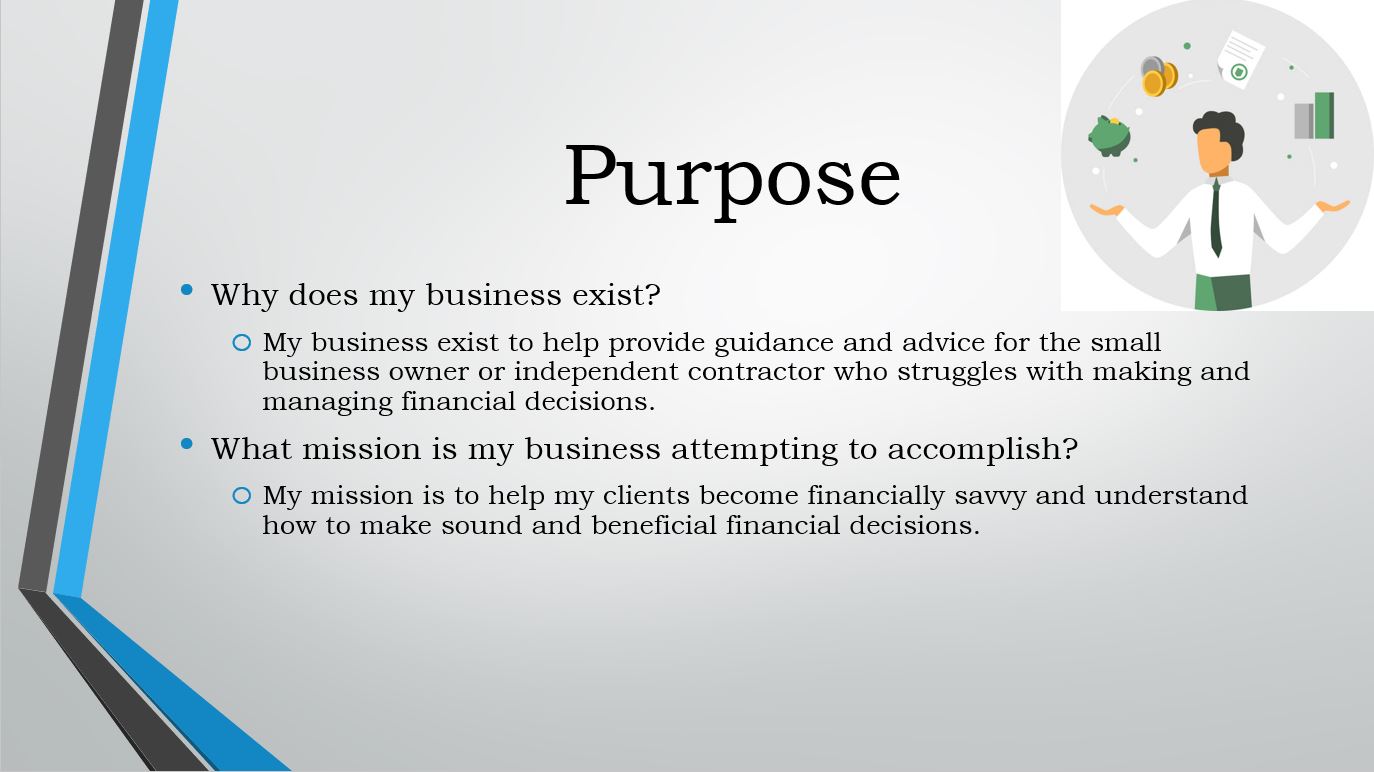 Purpose
Why does my business exist?
My business exist to help provide guidance and advice for the small
business owner or independent contractor who struggles with making and
managing financial decisions.
What mission is my business attempting to accomplish?
My mission is to help my clients become financially savvy and understand
how to make sound and beneficial financial decisions.